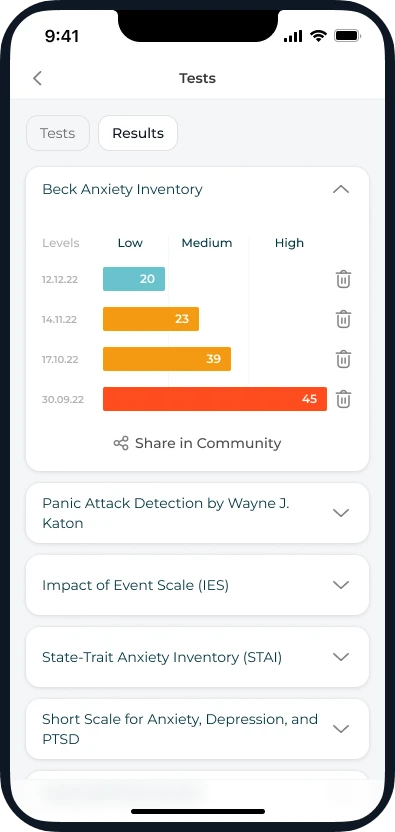 9:41
Tests
Tests
Results
Beck Anxiety Inventory
Levels
Low
Medium
High
12.12.22
20
14.11.22
23
17.10.22
39
30.09.22
45
Share in Community
Panic Attack Detection by Wayne J.
Katon
Impact of Event Scale (IES)
State-Trait Anxiety Inventory (STAI)
Short Scale for Anxiety, Depression, and
PTSD